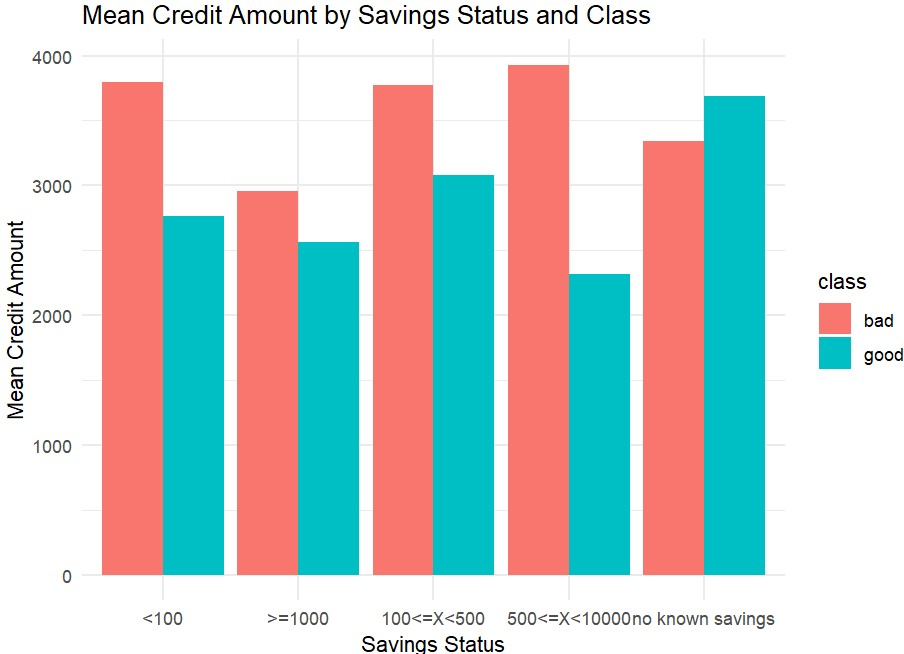 Mean Credit Amount by Savings Status and Class
4000
3000
2000
1000
0
Mean Credit Amount
<100
>=1000
100<=X<500
500<=X<10000
no known savings
Savings Status
class
bad
good